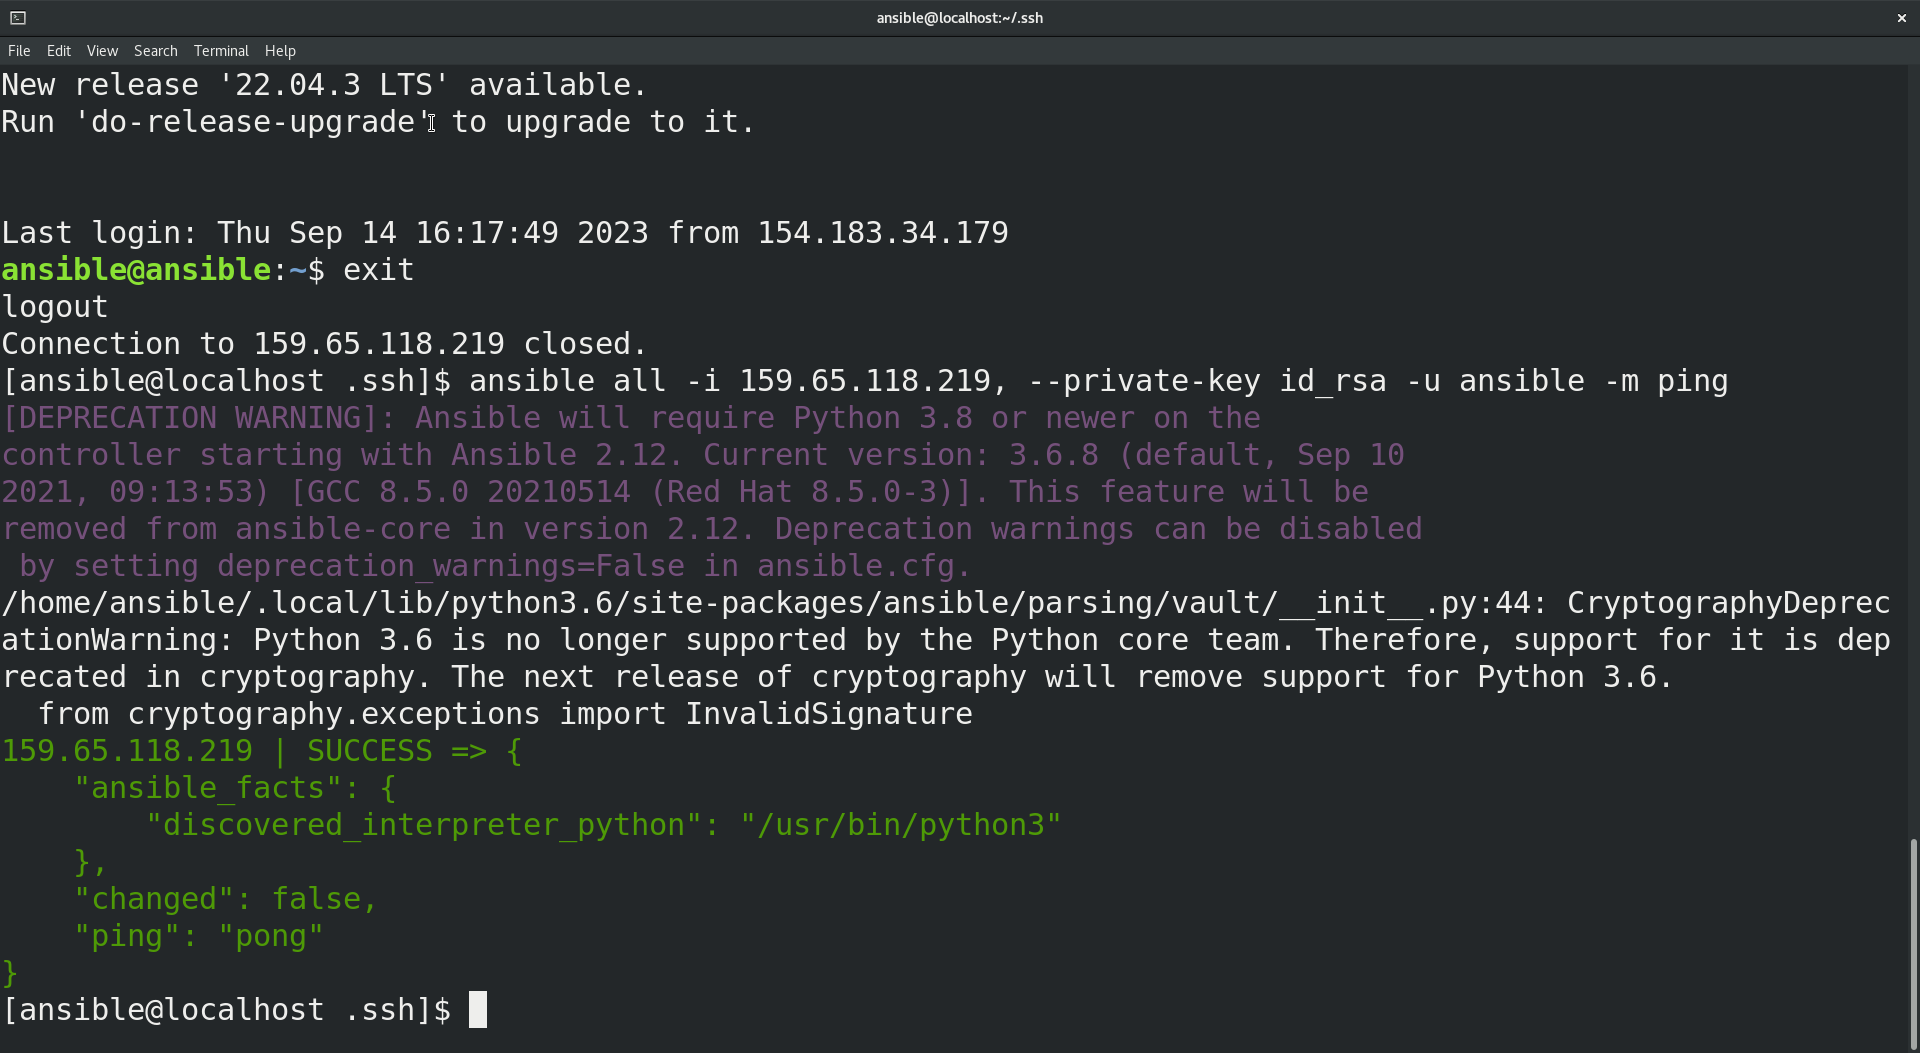 ansible@localhost:~/.ssh
File Edit View Search Terminal Help
New release '22.04.3 LTS' available.
Run 'do-release-upgrade' to upgrade to it.
Last login: Thu Sep 14 16:17:49 2023 from 154.183.34.179
ansible@ansible:~$ exit
logout
Connection to 159.65.118.219 closed.
[ansible@localhost .ssh]$ ansible all -i 159.65.118.219, --private-key id_rsa -u ansible -m ping
[DEPRECATION WARNING]: Ansible will require Python 3.8 or newer on the
controller starting with Ansible 2.12. Current version: 3.6.8 (default, Sep 10
2021, 09:13:53) [GCC 8.5.0 20210514 (Red Hat 8.5.0-3)]. This feature will be
removed from ansible-core in version 2.12. Deprecation warnings can be disabled
 by setting deprecation_warnings=False in ansible.cfg.
/home/ansible/.local/lib/python3.6/site-packages/ansible/parsing/vault/__init__.py:44: CryptographyDeprec
ationWarning: Python 3.6 is no longer supported by the Python core team. Therefore, support for it is dep
recated in cryptography. The next release of cryptography will remove support for Python 3.6.
  from cryptography.exceptions import InvalidSignature
159.65.118.219 | SUCCESS => {
    "ansible_facts": {
        "discovered_interpreter_python": "/usr/bin/python3"
    },
    "changed": false,
    "ping": "pong"
}
[ansible@localhost .ssh]$